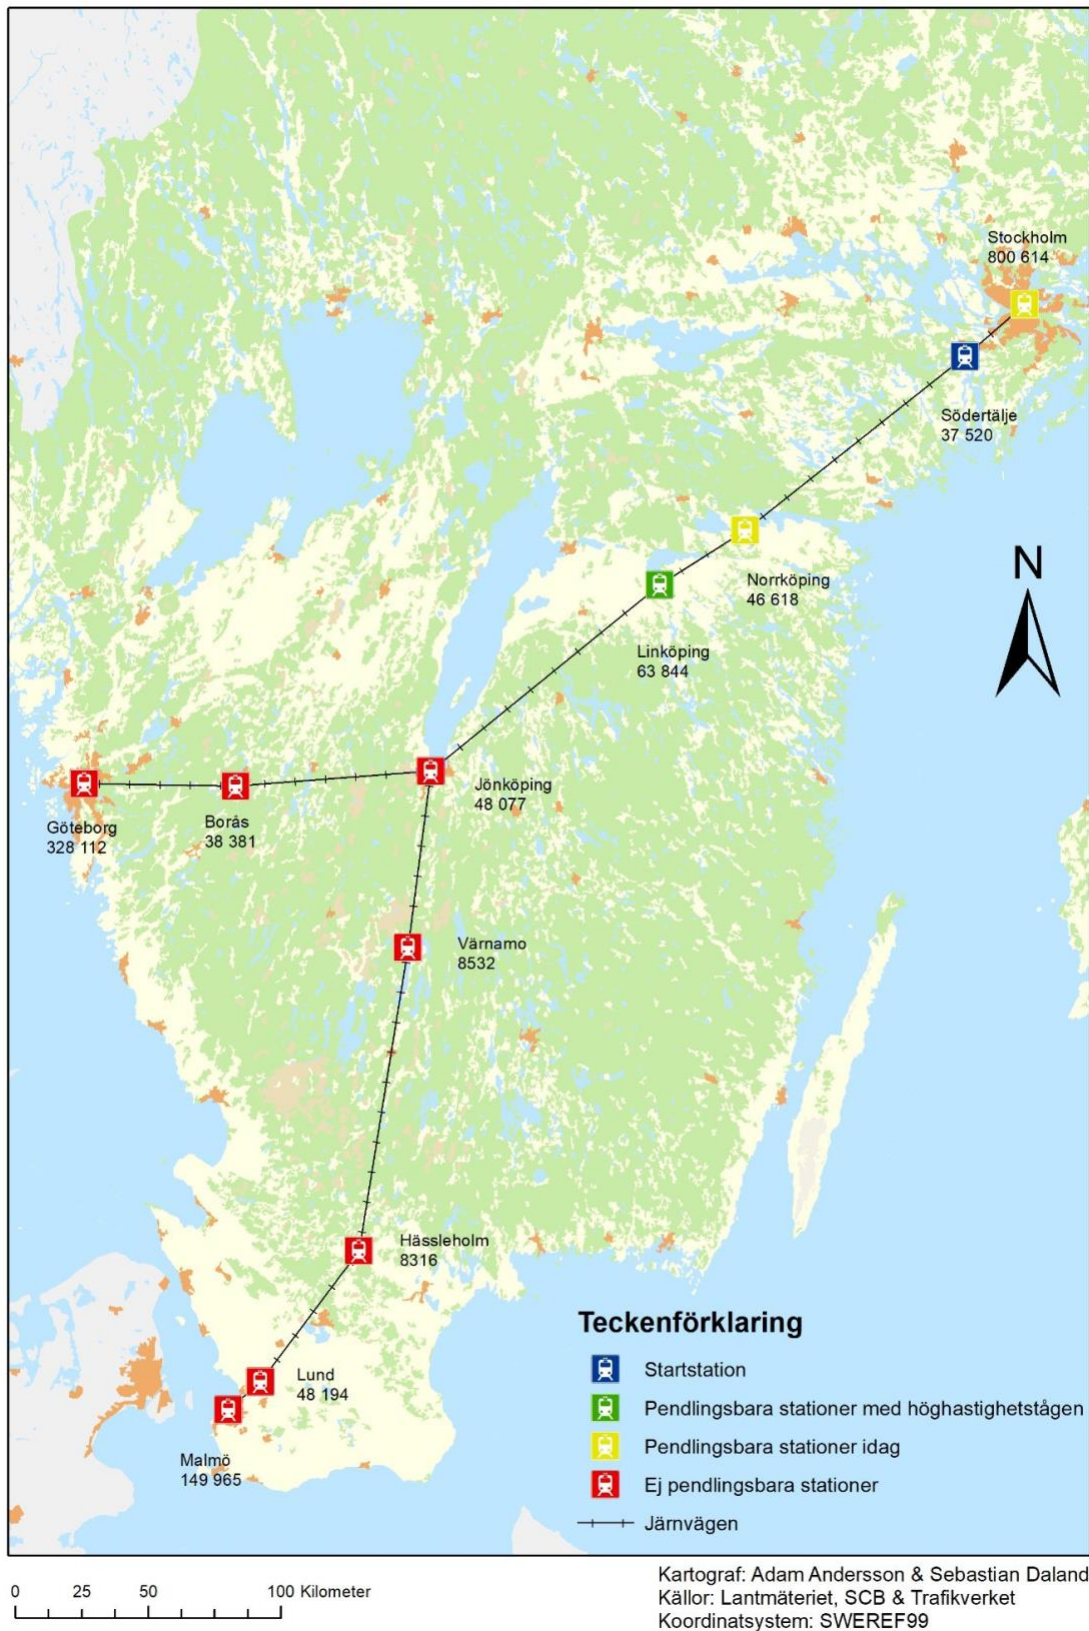 Stockholm
800 614
Södertälje
37 520
N
Norrköping
46 618
Linköping
63 844
Jönköping
48 077
Borås
38 381
Göteborg
328 112
Värnamo
8532
Hässleholm
8316
Lund
48 194
Malmö
149 965
Teckenförklaring
Startstation
Pendlingsbara stationer med höghastighetstågen
Pendlingsbara stationer idag
Ej pendlingsbara stationer
Järnvägen
0 25 50 100 Kilometer
Kartograf: Adam Andersson & Sebastian Daland
Källor: Lantmäteriet, SCB & Trafikverket
Koordinatsystem: SWEREF99